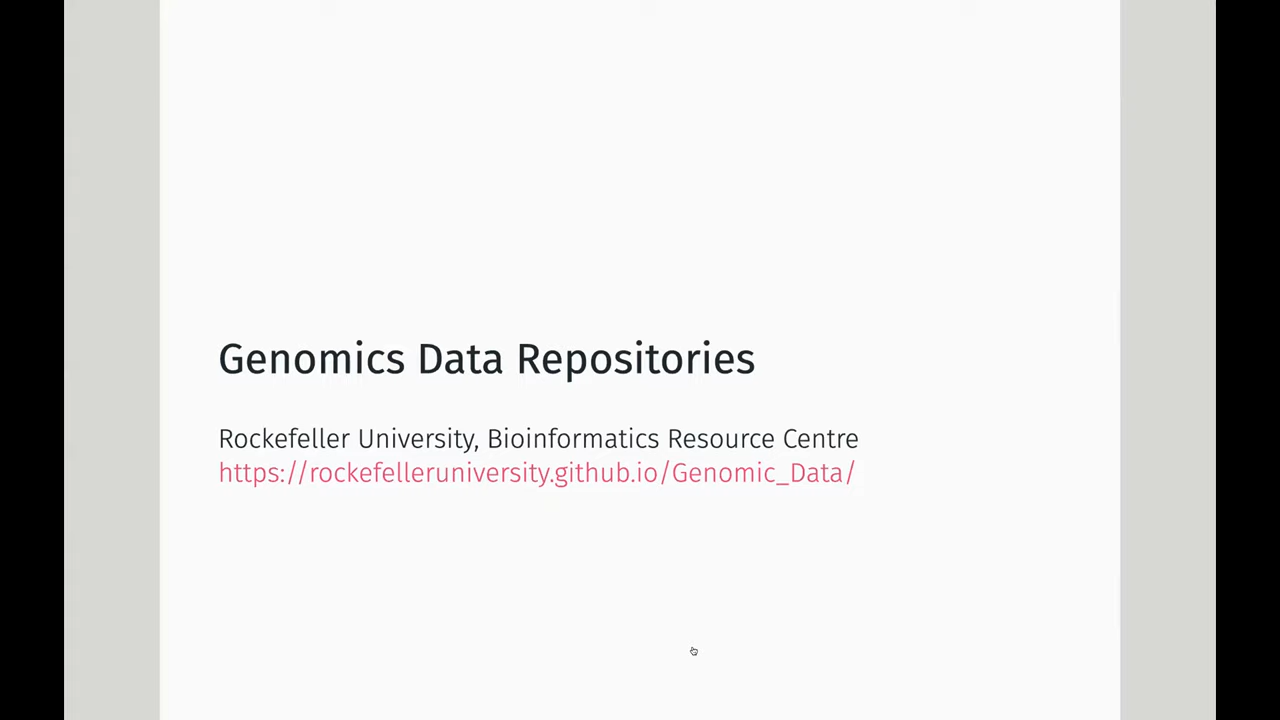 Genomics Data Repositories
Rockefeller University, Bioinformatics Resource Centre
https://rockefelleruniversity.github.io/Genomic_Data/